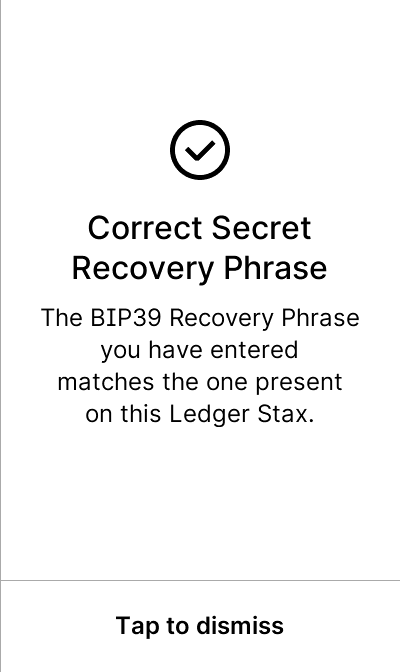 Correct Secret
Recovery Phrase
The BIP39 Recovery Phrase
you have entered
matches the one present
on this Ledger Stax.
Tap to dismiss